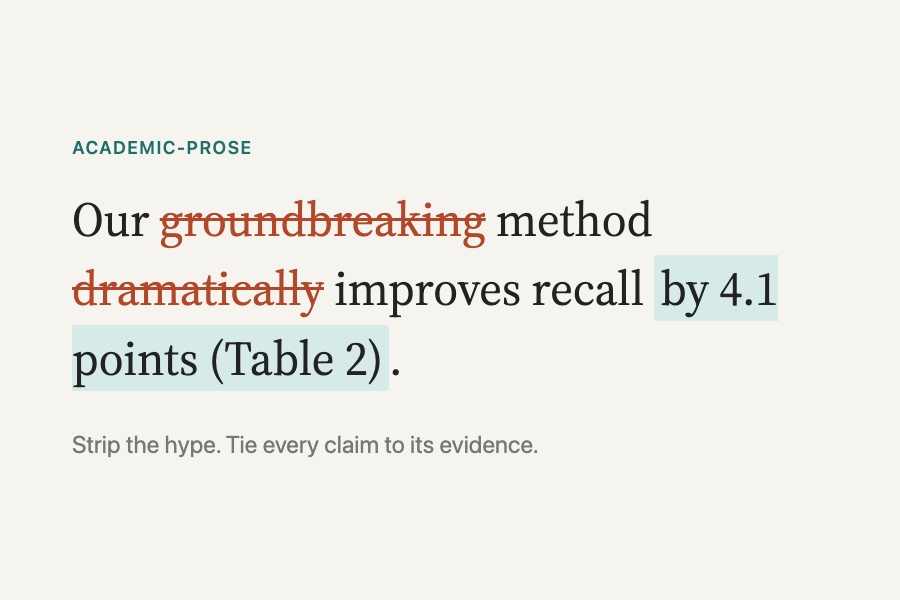 ACADEMIC-PROSE
Our groundbreaking method
dramatically improves recall by 4.1
points (Table 2).
Strip the hype. Tie every claim to its evidence.